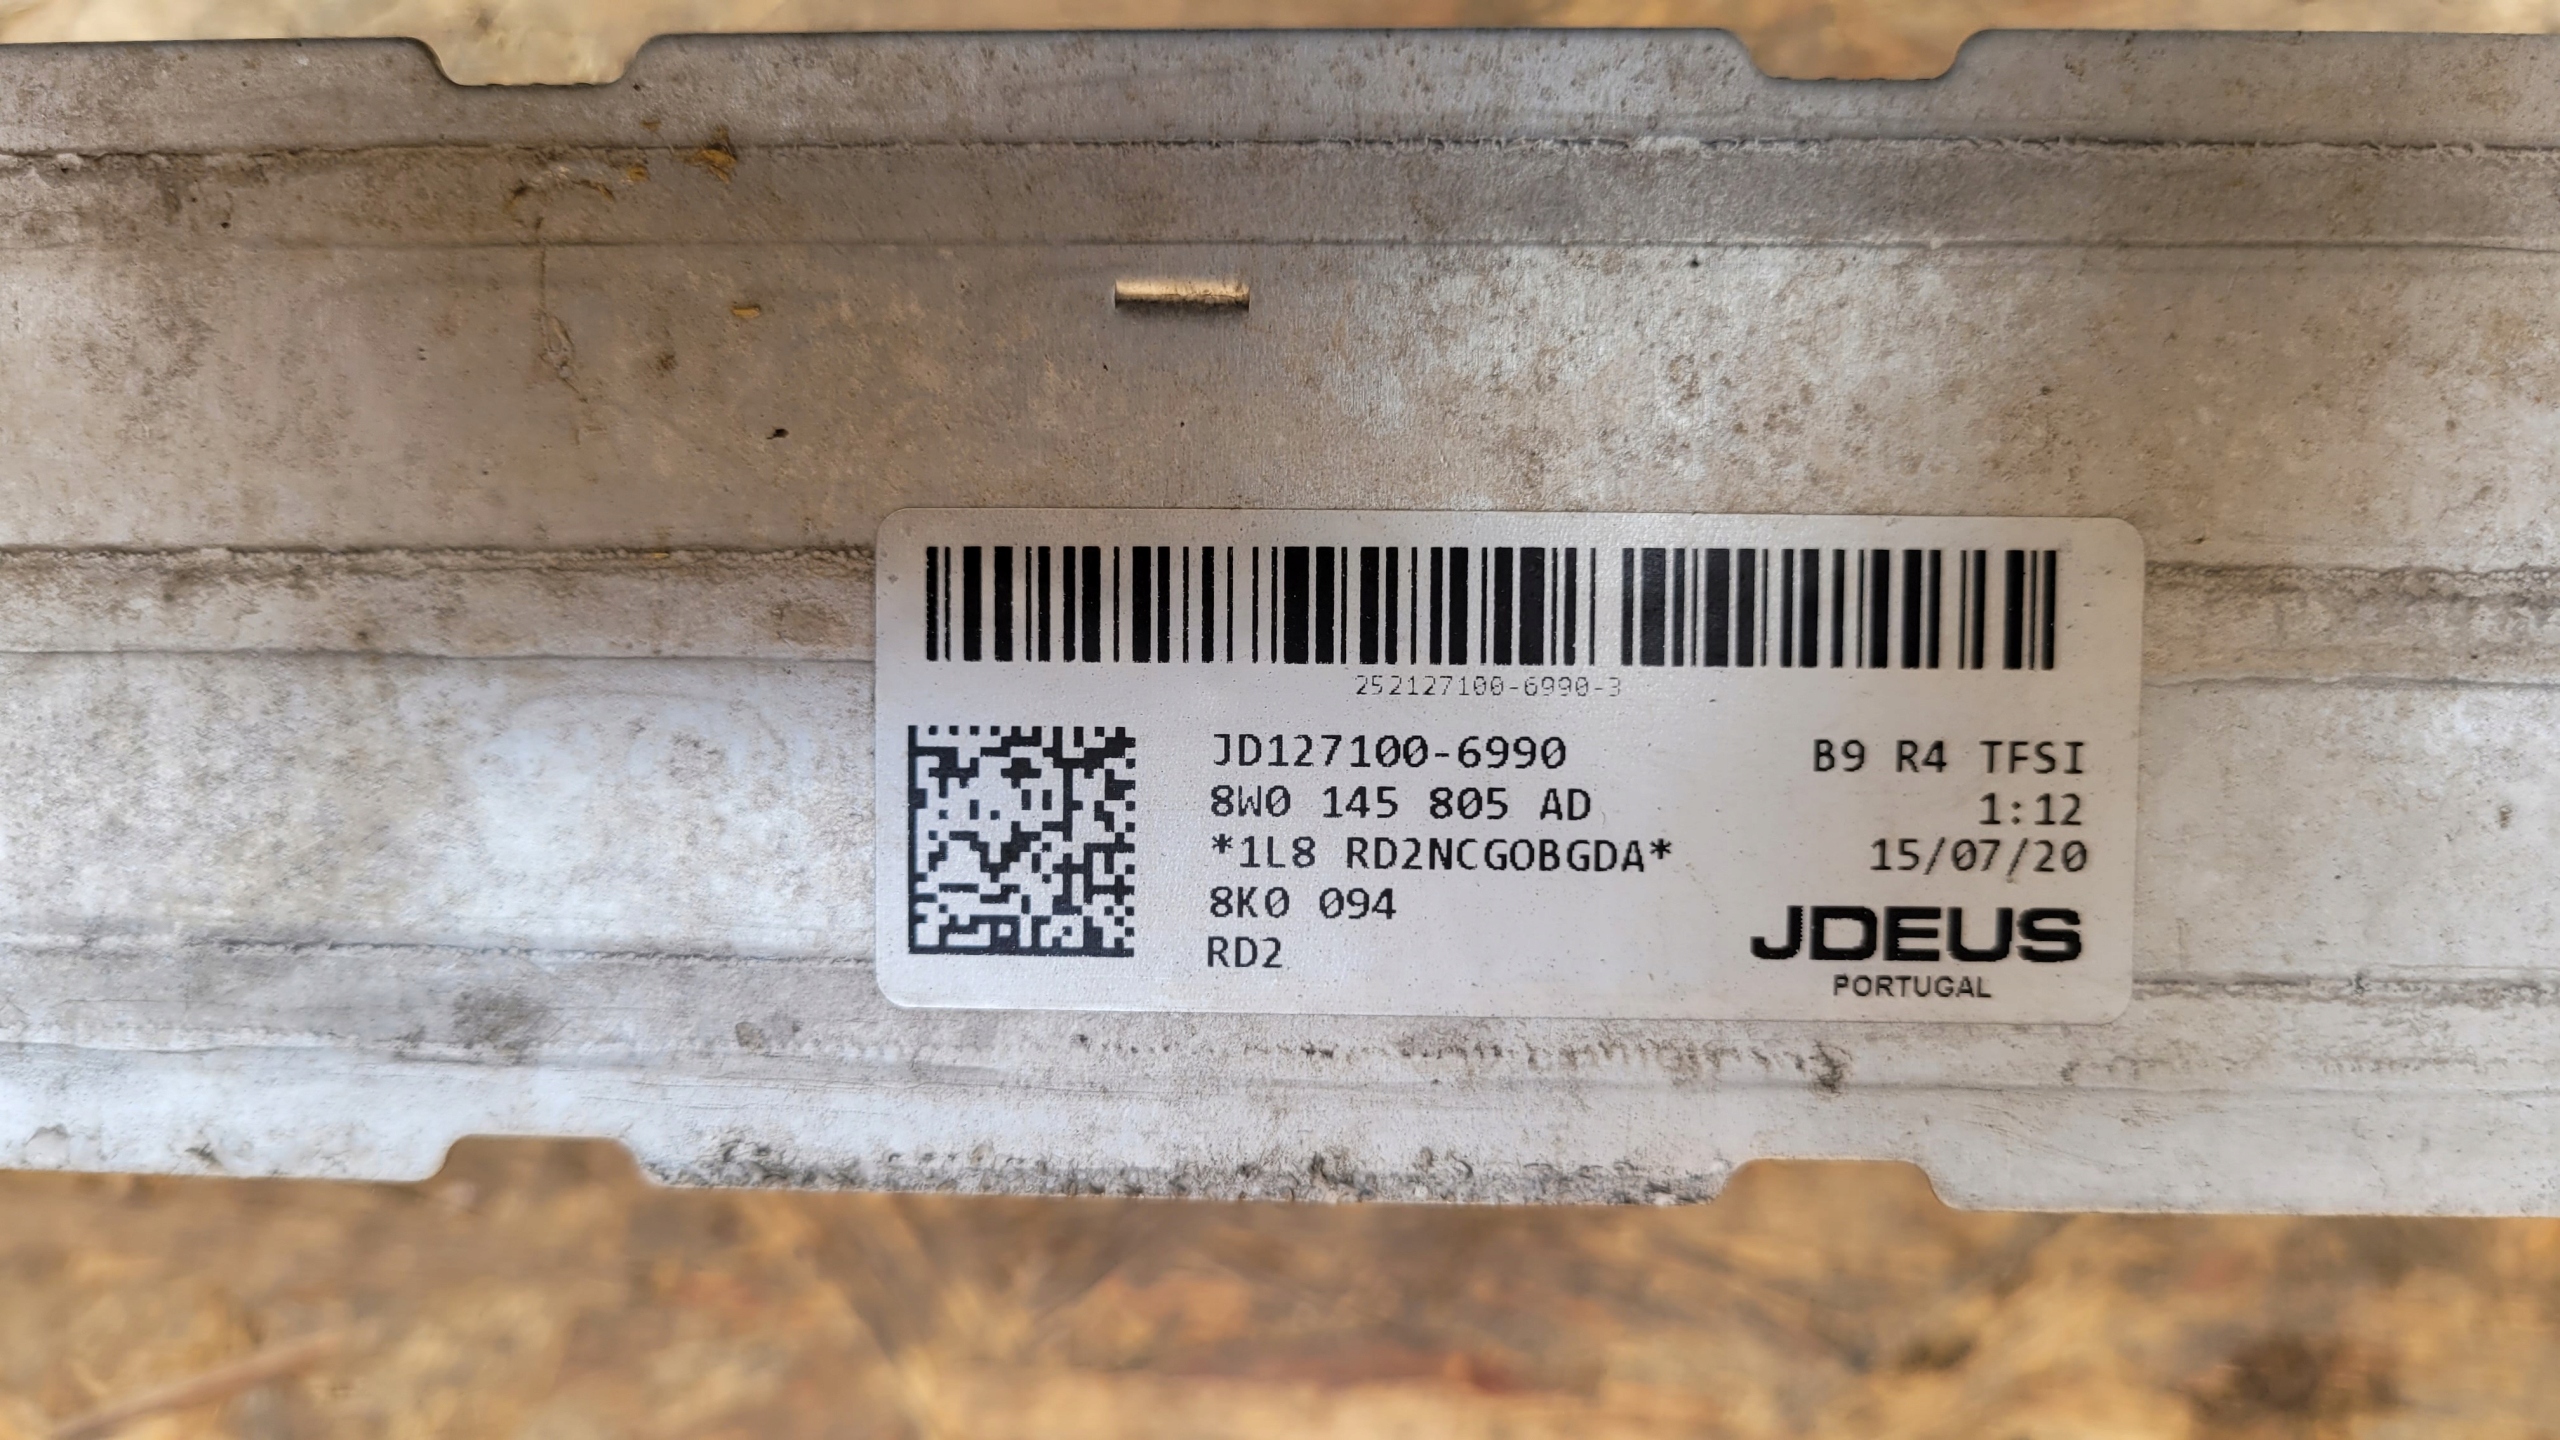 252127100-6990-3
JD127100-6990
8W0 145 805 AD
*1L8 RD2NCGOBGDA*
8K0 094
RD2
B9 R4 TFSI
1:12
15/07/20
JDEUS
PORTUGAL